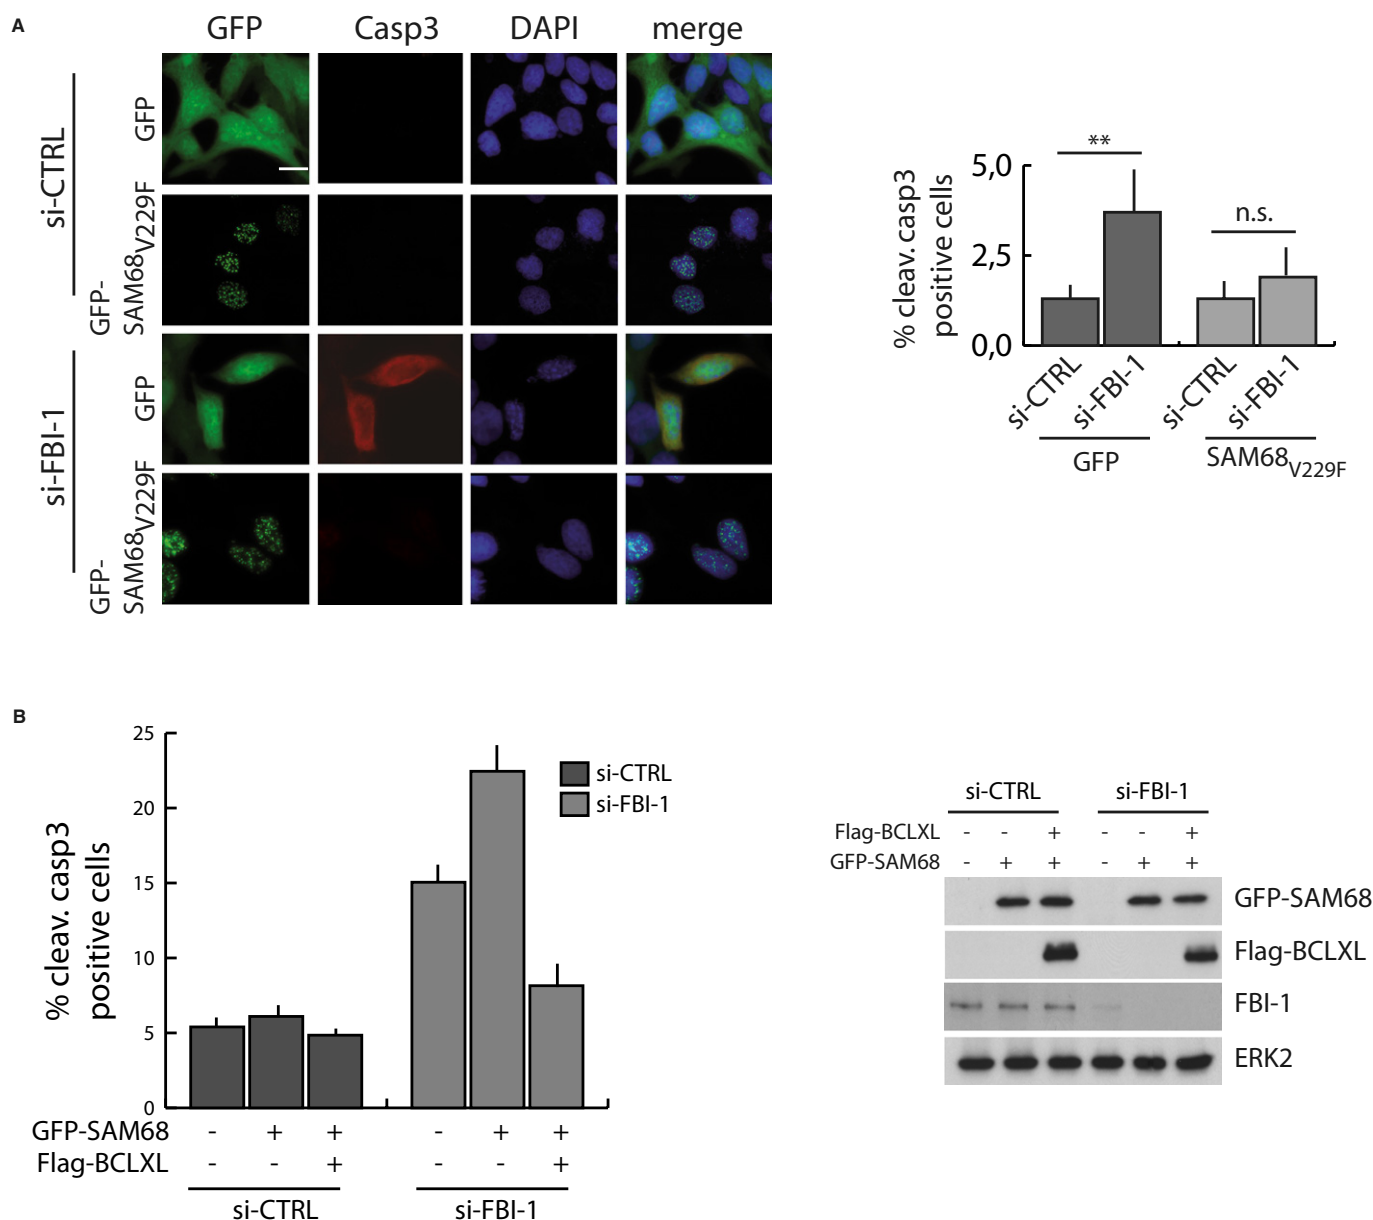 A
GFP Casp3 DAPI merge
si-CTRL
GFP
GFP-
SAM68V229F
si-FBI-1
GFP
GFP-
SAM68V229F
% cleav. casp3
positive cells
5,0
2,5
0,0
**
n.s.
si-CTRL
si-FBI-1
si-CTRL
si-FBI-1
GFP SAM68V229F
B
% cleav. casp3
positive cells
25
20
15
10
5
0
si-CTRL
si-FBI-1
GFP-SAM68 - + + - + +
Flag-BCLXL - - + - - +
si-CTRL si-FBI-1
si-CTRL si-FBI-1
Flag-BCLXL - - + - - +
GFP-SAM68 - + + - + +
GFP-SAM68
Flag-BCLXL
FBI-1
ERK2